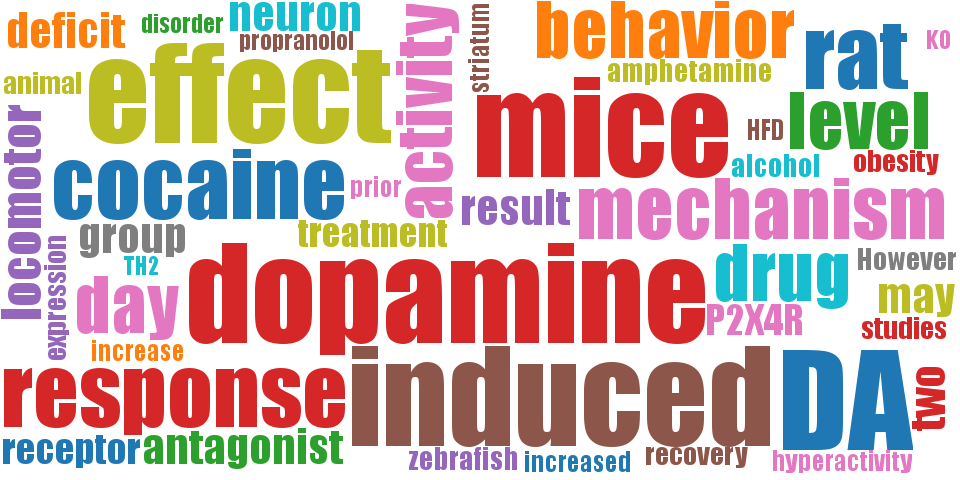 deficit
disorder
neuron
propranolol
animal
effect
activity
striatum
behavior
amphetamine
rat
KO
mice
HFD
level
alcohol
obesity
locomotor
cocaine
prior
result
mechanism
group
treatment
expression
TH2
day
dopamine
drug
However
P2X4R
may
studies
increase
response
induced
DA
two
receptor
antagonist
zebrafish
increased
recovery
hyperactivity